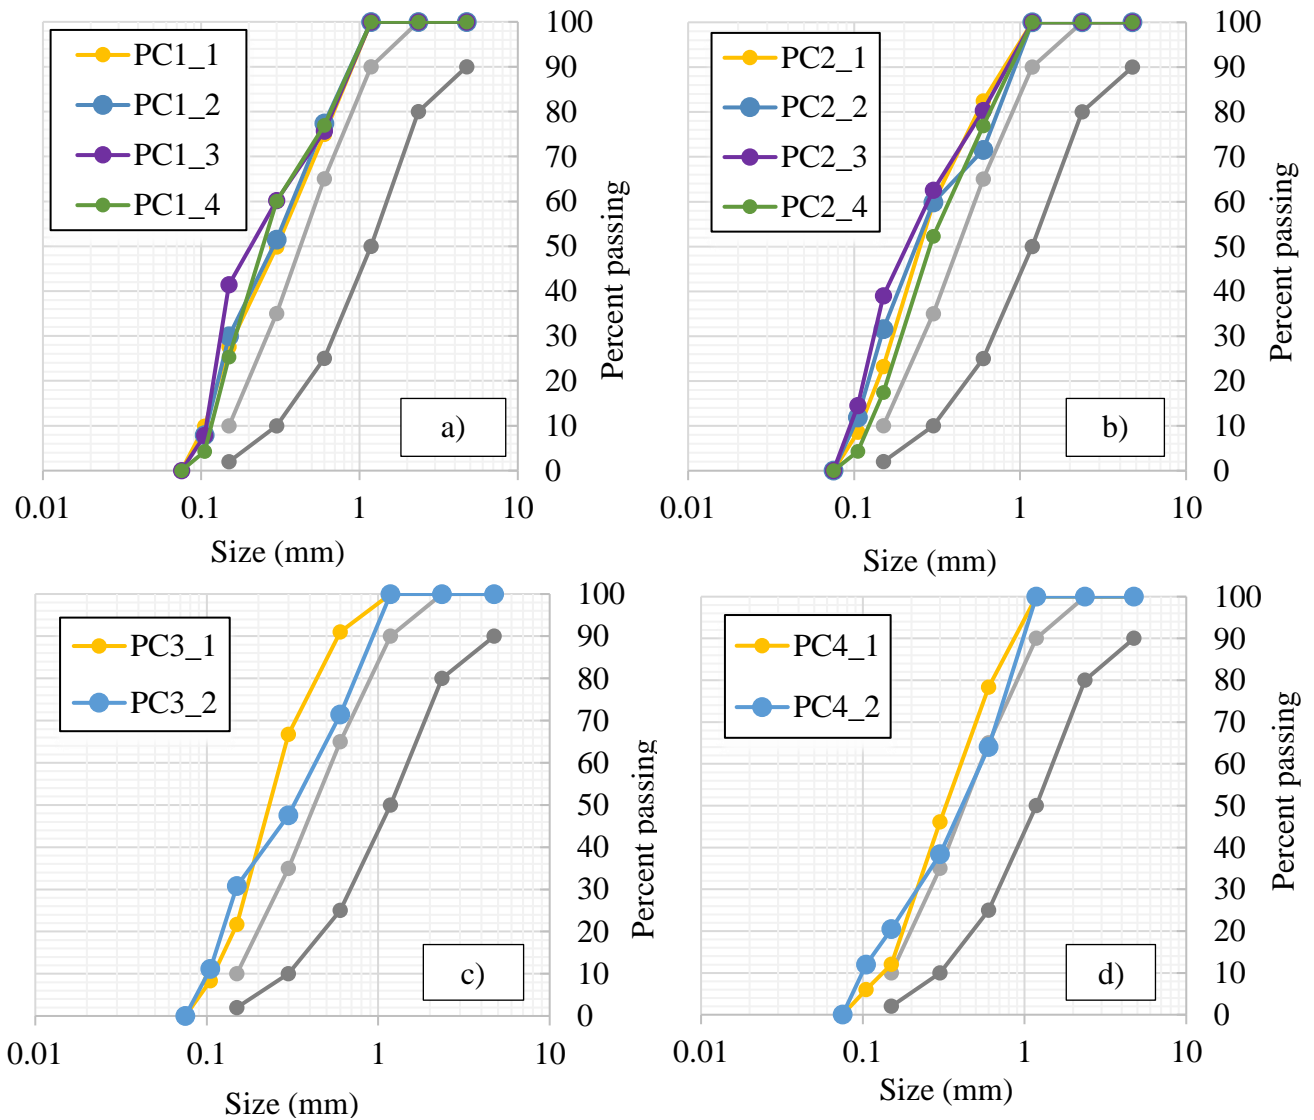 PC1_1
PC1_2
PC1_3
PC1_4
100
90
80
70
60
50
40
30
20
10
0
Percent passing
a)
0.01 0.1 1 10
Size (mm)
PC2_1
PC2_2
PC2_3
PC2_4
100
90
80
70
60
50
40
30
20
10
0
Percent passing
b)
0.01 0.1 1 10
Size (mm)
PC3_1
PC3_2
100
90
80
70
60
50
40
30
20
10
0
Percent passing
c)
0.01 0.1 1 10
Size (mm)
PC4_1
PC4_2
100
90
80
70
60
50
40
30
20
10
0
Percent passing
d)
0.01 0.1 1 10
Size (mm)